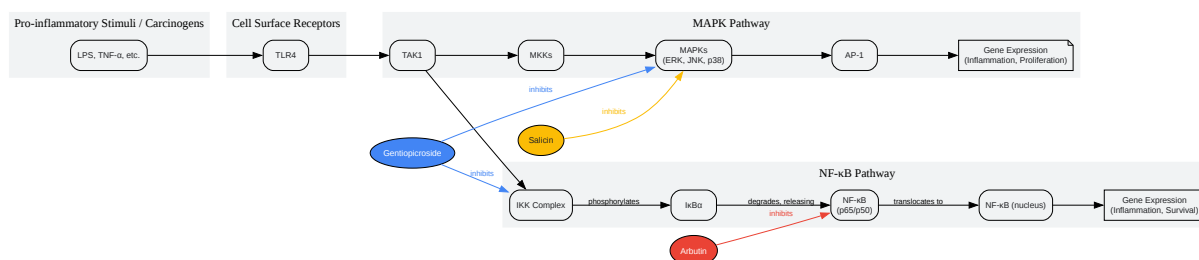 Pro-inflammatory Stimuli / Carcinogens
LPS, TNF-α, etc.
Cell Surface Receptors
TLR4
MAPK Pathway
TAK1
MKKs
MAPKs
(ERK, JNK, p38)
AP-1
Gene Expression
(Inflammation, Proliferation)
inhibits
inhibits
Salicin
Gentiopicroside
inhibits
NF-κB Pathway
IKK Complex
phosphorylates
IκBα
degrades, releasing
inhibits
NF-κB
(p65/p50)
translocates to
NF-κB (nucleus)
Gene Expression
(Inflammation, Survival)
Arbutin